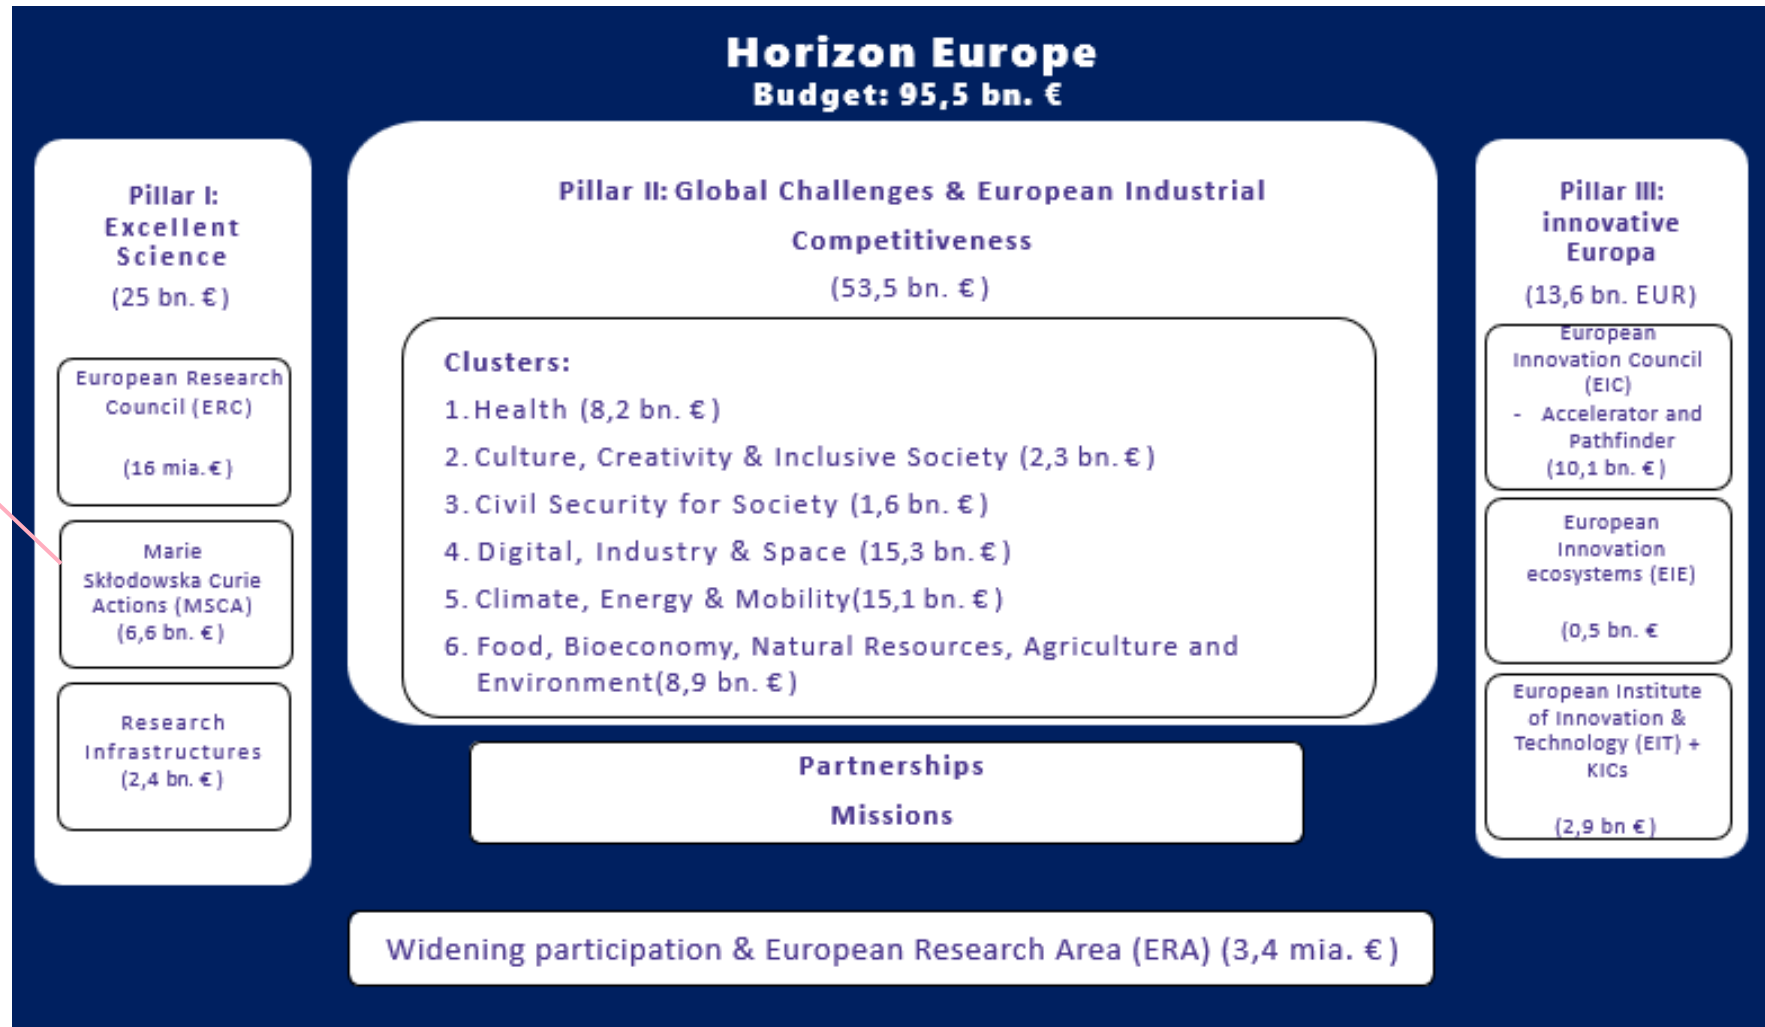 Horizon Europe
Budget: 95,5 bn. €
Pillar I:
Excellent
Science
(25 bn. €)
European Research
Council (ERC)
(16 mia. €)
Marie
Skłodowska Curie
Actions (MSCA)
(6,6 bn. €)
Research
Infrastructures
(2,4 bn. €)
Pillar II: Global Challenges & European Industrial
Competitiveness
(53,5 bn. €)
Clusters:
1. Health (8,2 bn. €)
2. Culture, Creativity & Inclusive Society (2,3 bn. €)
3. Civil Security for Society (1,6 bn. €)
4. Digital, Industry & Space (15,3 bn. €)
5. Climate, Energy & Mobility(15,1 bn. €)
6. Food, Bioeconomy, Natural Resources, Agriculture and
Environment(8,9 bn. €)
Partnerships
Missions
Pillar III:
innovative
Europa
(13,6 bn. EUR)
European
Innovation Council
(EIC)
- Accelerator and
Pathfinder
(10,1 bn. €)
European
Innovation
ecosystems (EIE)
(0,5 bn. €
European Institute
of Innovation &
Technology (EIT) +
KICs
(2,9 bn €)
Widening participation & European Research Area (ERA) (3,4 mia. €)